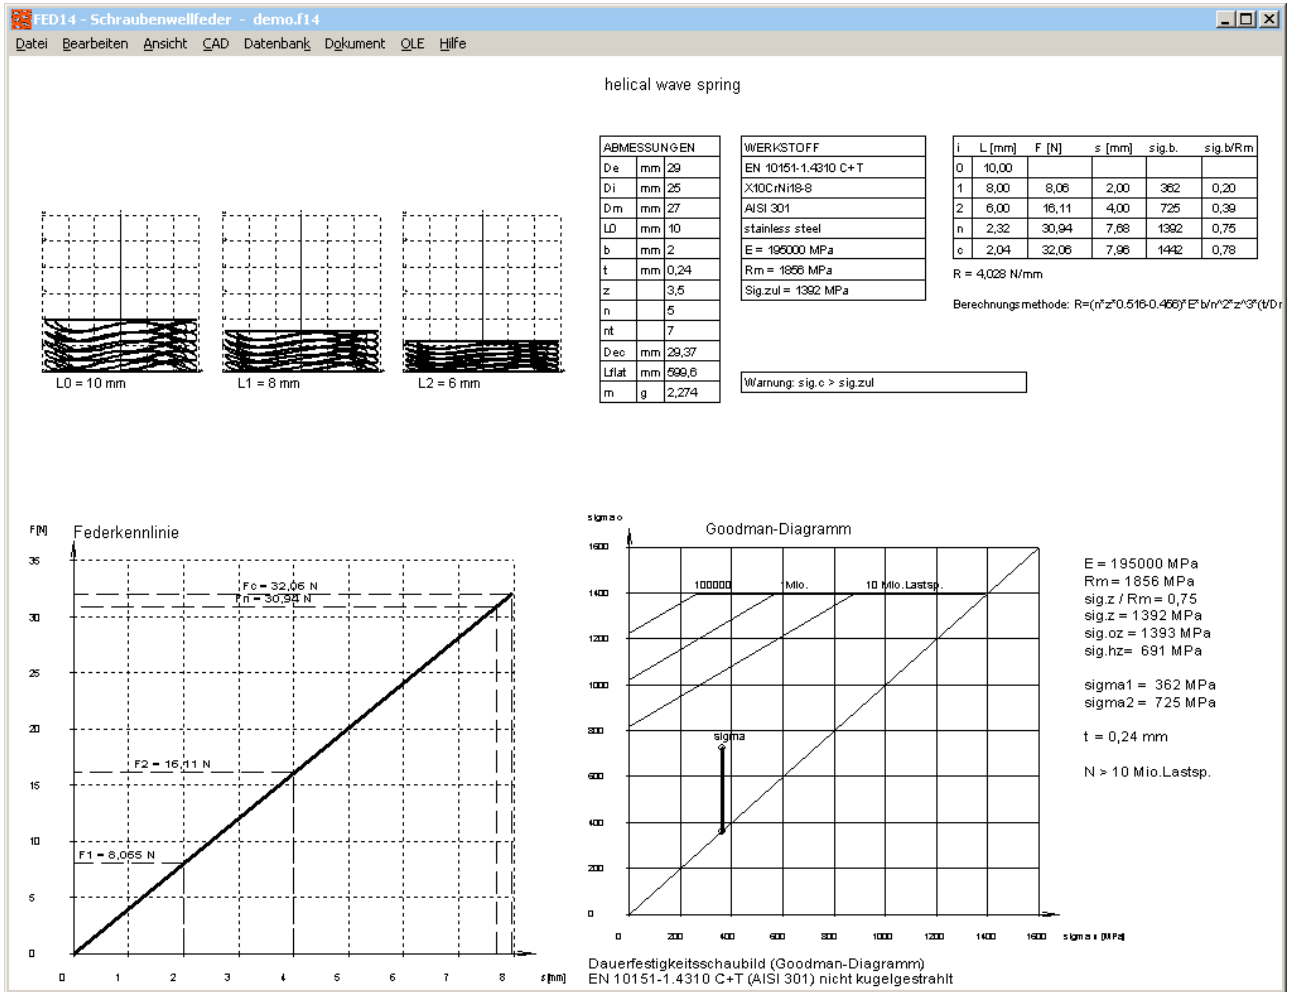 FED14 - Schraubenwellfeder - demo.f14
Datei Bearbeiten Ansicht CAD Datenbank Dokument OLE Hilfe
helical wave spring
ABMESSUNGEN
De mm 29
Di mm 25
Dm mm 27
L0 mm 10
b mm 2
t mm 0,24
z 3,5
n 5
nt 7
Dec mm 29,37
Lflat mm 599,6
m g 2,274
WERKSTOFF
EN 10151-1.4310 C+T
X10CrNi18-8
AISI 301
stainless steel
E = 195000 MPa
Rm = 1856 MPa
Sig.zul = 1392 MPa
Warnung: sig.c > sig.zul
i L [mm] F [N] s [mm] sig.b. sig.b/Rm
0 10,00
1 8,00 8,06 2,00 362 0,20
2 6,00 16,11 4,00 725 0,39
n 2,32 30,94 7,68 1392 0,75
c 2,04 32,06 7,96 1442 0,78
R = 4,028 N/mm
Berechnungsmethode: R=(n*z*0.516-0.466)*E*b/n^2*z^3*(t/D
L0 = 10 mm
L1 = 8 mm
L2 = 6 mm
F[N]
Federkennlinie
35
30
25
20
15
10
5
0
Fc = 32,06 N
Fn = 30,94 N
F2 = 16,11 N
F1 = 8,055 N
0 1 2 3 4 5 6 7 8 s[mm]
sigma o
Goodman-Diagramm
1600
1400
1200
1000
800
600
400
200
0
100000 1Mio. 10 Mio.Lastsp.
sigma
0 200 400 600 800 1000 1200 1400 1600 sigma u [MPa]
Dauerfestigkeitsschaubild (Goodman-Diagramm)
EN 10151-1.4310 C+T (AISI 301) nicht kugelgestrahlt
E = 195000 MPa
Rm = 1856 MPa
sig.z / Rm = 0,75
sig.z = 1392 MPa
sig.oz = 1393 MPa
sig.hz= 691 MPa
sigma1 = 362 MPa
sigma2 = 725 MPa
t = 0,24 mm
N > 10 Mio.Lastsp.